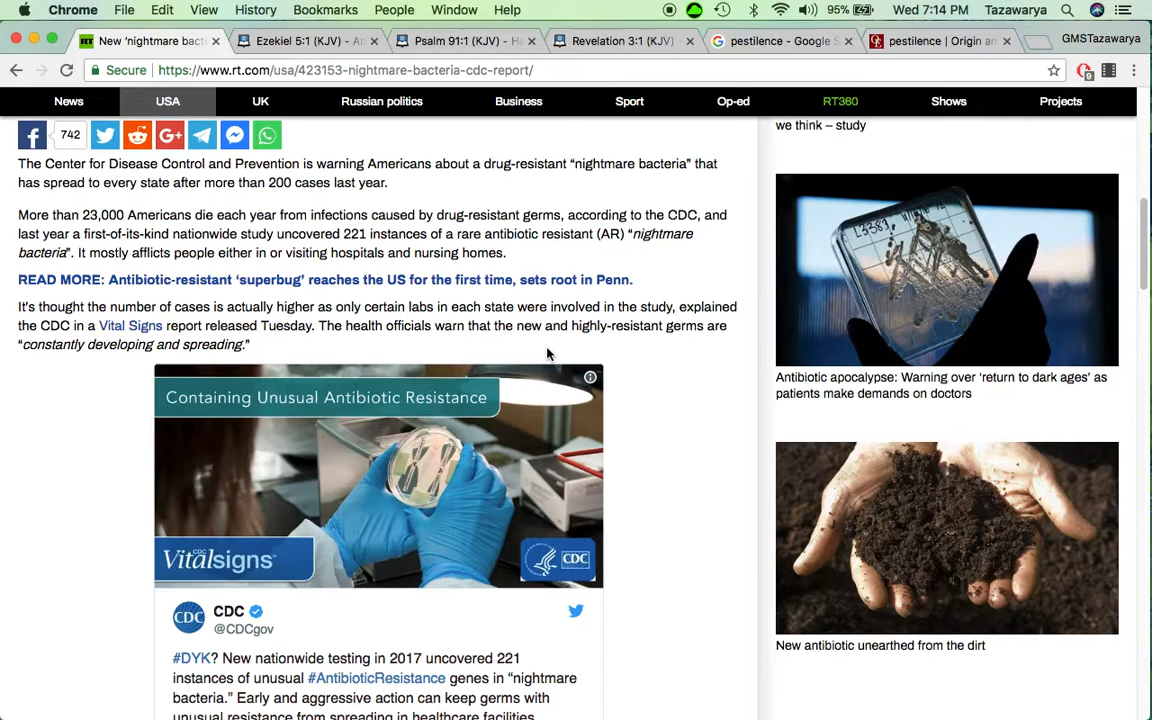 Chrome File Edit View History Bookmarks People Window Help 95% Wed 7:14 PM Tazawarya
New 'nightmare bact Ezekiel 5:1 (KJV) - An Psalm 91:1 (KJV) - He Revelation 3:1 (KJV) pestilence - Google S pestilence | Origin an GMSTazawarya
Secure https://www.rt.com/usa/423153-nightmare-bacteria-cdc-report/
News USA UK Russian politics Business Sport Op-ed RT360 Shows Projects
742
The Center for Disease Control and Prevention is warning Americans about a drug-resistant “nightmare bacteria” that
has spread to every state after more than 200 cases last year.
More than 23,000 Americans die each year from infections caused by drug-resistant germs, according to the CDC, and
last year a first-of-its-kind nationwide study uncovered 221 instances of a rare antibiotic resistant (AR) “nightmare
bacteria”. It mostly afflicts people either in or visiting hospitals and nursing homes.
READ MORE: Antibiotic-resistant ‘superbug’ reaches the US for the first time, sets root in Penn.
It’s thought the number of cases is actually higher as only certain labs in each state were involved in the study, explained
the CDC in a Vital Signs report released Tuesday. The health officials warn that the new and highly-resistant germs are
“constantly developing and spreading.”
Containing Unusual Antibiotic Resistance
CDC
Vitalsigns
CDC
CDC
CDC
@CDCgov
#DYK? New nationwide testing in 2017 uncovered 221
instances of unusual #AntibioticResistance genes in “nightmare
bacteria.” Early and aggressive action can keep germs with
unusual resistance from spreading in healthcare facilities
we think – study
Antibiotic apocalypse: Warning over ‘return to dark ages’ as
patients make demands on doctors
New antibiotic unearthed from the dirt